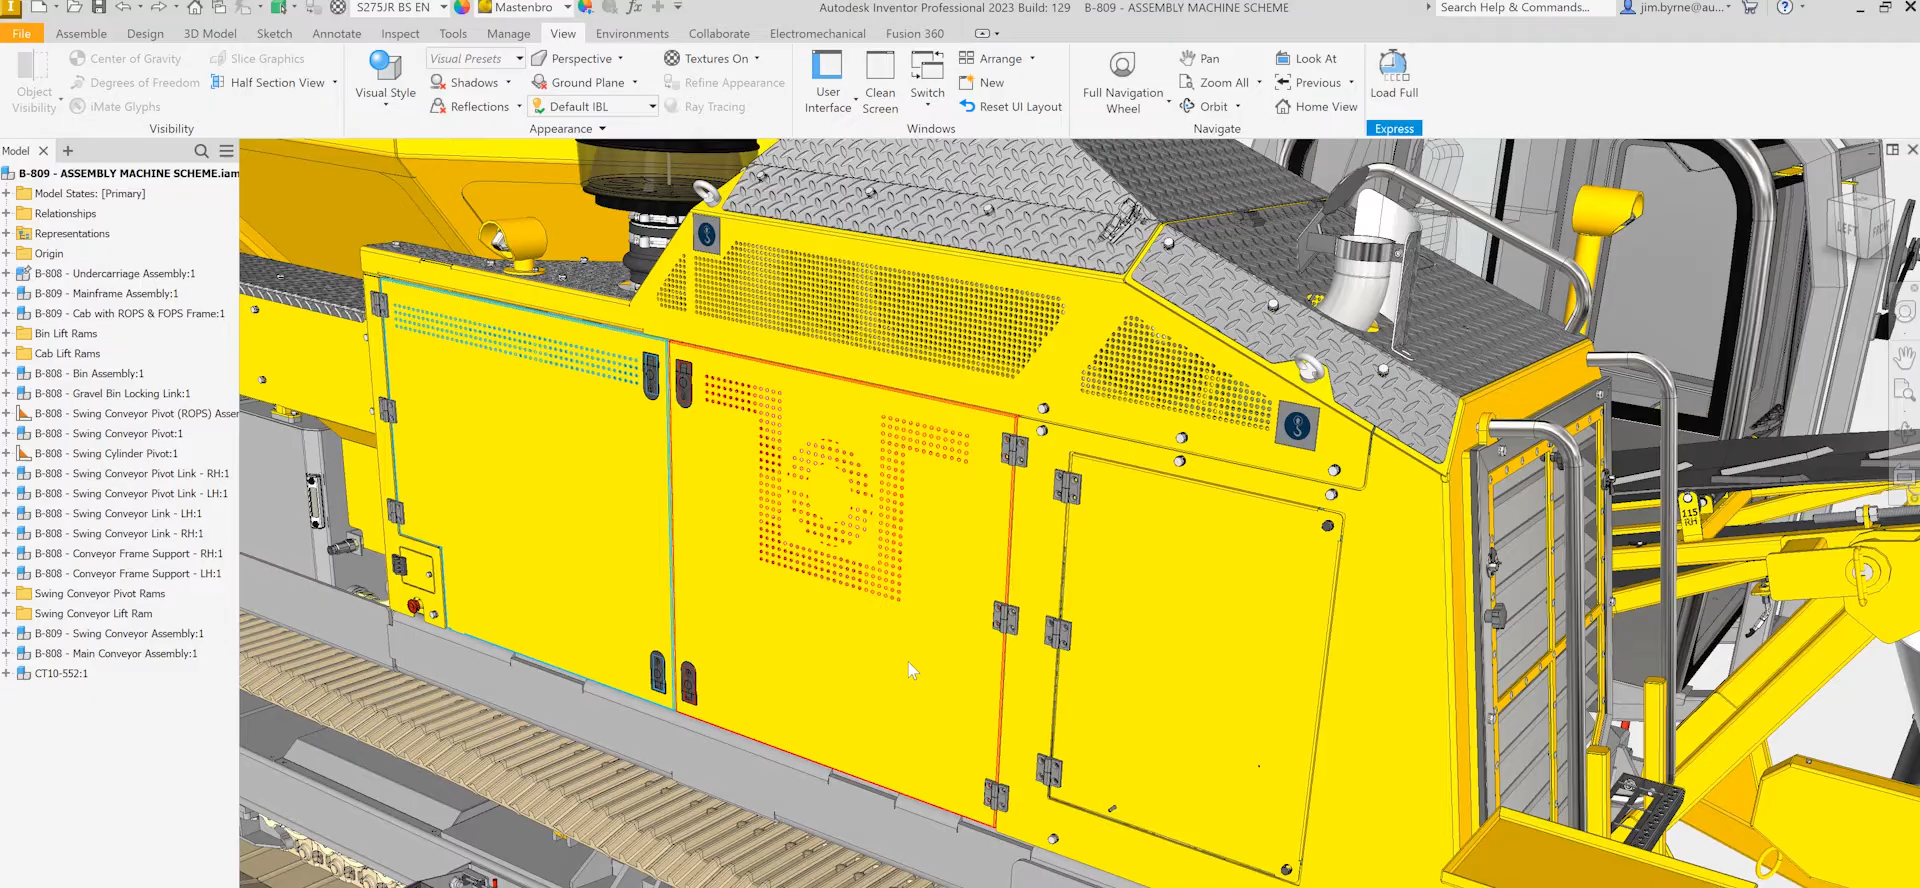 S275JR BS EN
Mastenbro
Autodesk Inventor Professional 2023 Build: 129 B-809 - ASSEMBLY MACHINE SCHEME
Search Help & Commands...
jim.byrne@au...
File Assemble Design 3D Model Sketch Annotate Inspect Tools Manage View Environments Collaborate Electromechanical Fusion 360
Object Visibility
Center of Gravity
Degrees of Freedom
iMate Glyphs
Slice Graphics
Half Section View
Visibility
Visual Style
Visual Presets
Shadows
Reflections
Perspective
Ground Plane
Default IBL
Textures On
Refine Appearance
Ray Tracing
Appearance
User Interface
Clean Screen
Switch
Arrange
New
Reset UI Layout
Windows
Full Navigation Wheel
Pan
Zoom All
Orbit
Look At
Previous
Home View
Navigate
Load Full
Express
Model
B-809 - ASSEMBLY MACHINE SCHEME.iam
Model States: [Primary]
Relationships
Representations
Origin
B-808 - Undercarriage Assembly:1
B-809 - Mainframe Assembly:1
B-809 - Cab with ROPS & FOPS Frame:1
Bin Lift Rams
Cab Lift Rams
B-808 - Bin Assembly:1
B-808 - Gravel Bin Locking Link:1
B-808 - Swing Conveyor Pivot (ROPS) Asser
B-808 - Swing Conveyor Pivot:1
B-808 - Swing Cylinder Pivot:1
B-808 - Swing Conveyor Pivot Link - RH:1
B-808 - Swing Conveyor Pivot Link - LH:1
B-808 - Swing Conveyor Link - LH:1
B-808 - Swing Conveyor Link - RH:1
B-808 - Conveyor Frame Support - RH:1
B-808 - Conveyor Frame Support - LH:1
Swing Conveyor Pivot Rams
Swing Conveyor Lift Ram
B-809 - Swing Conveyor Assembly:1
B-808 - Main Conveyor Assembly:1
CT10-552:1
LEFT
115
RH